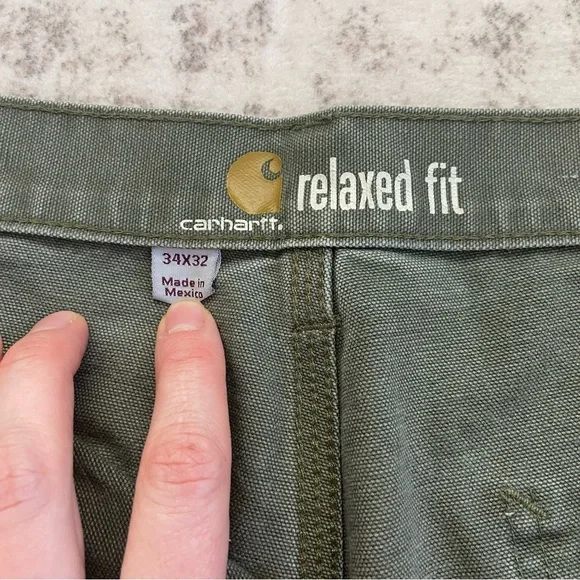 relaxed fit
carhartt.
34X32
Made in
Mexico